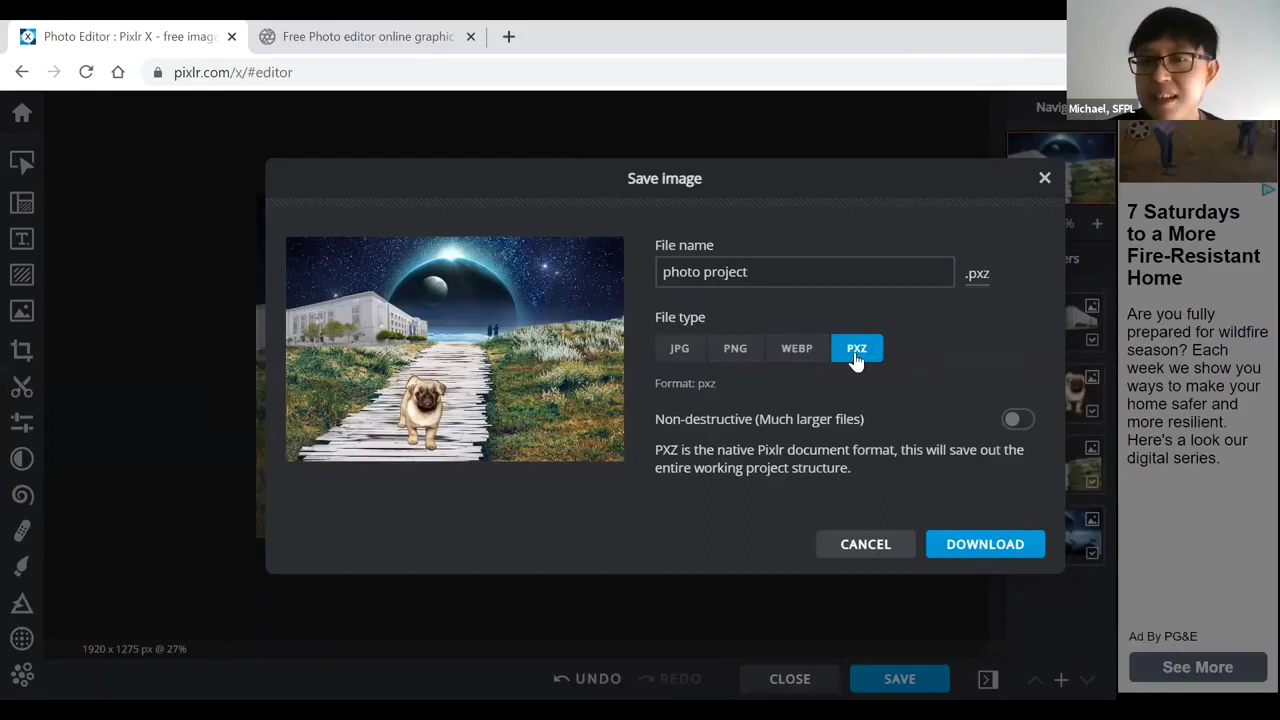 Photo Editor : Pixlr X - free image
Free Photo editor online graphic
pixlr.com/x/#editor
Michael, SFPL
Save image
File name
photo project
.pxz
File type
JPG
PNG
WEBP
PXZ
Format: pxz
Non-destructive (Much larger files)
PXZ is the native Pixlr document format, this will save out the
entire working project structure.
CANCEL
DOWNLOAD
1920 x 1275 px @ 27%
UNDO
REDO
CLOSE
SAVE
Navig
%
ers
7 Saturdays
to a More
Fire-Resistant
Home
Are you fully
prepared for wildfire
season? Each
week we show you
ways to make your
home safer and
more resilient.
Here's a look our
digital series.
Ad By PG&E
See More